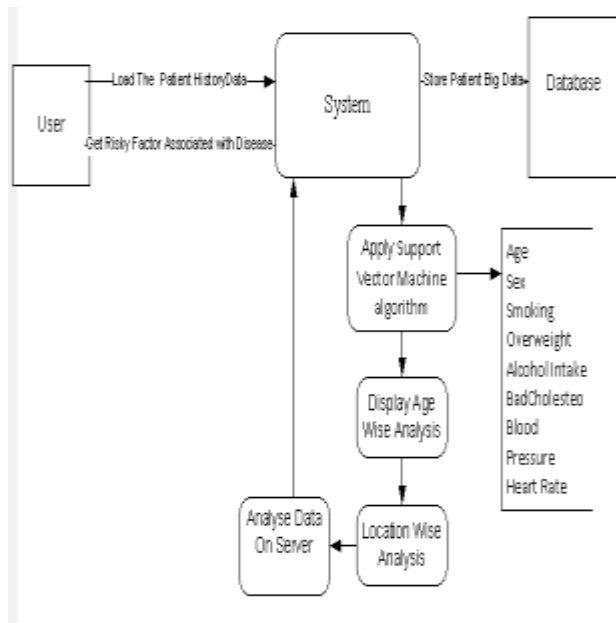 Load The Patient HistoryData
System
Store Patient Big Data
Database
User
Get Risky Factor Associated with Disease
Apply Support
Vector Machine
algorithm
Age
Sex
Smoking
Overweight
Alcohol Intake
BadCholesteo
Blood
Pressure
Heart Rate
Display Age
Wise Analysis
Analyse Data
On Server
Location Wise
Analysis